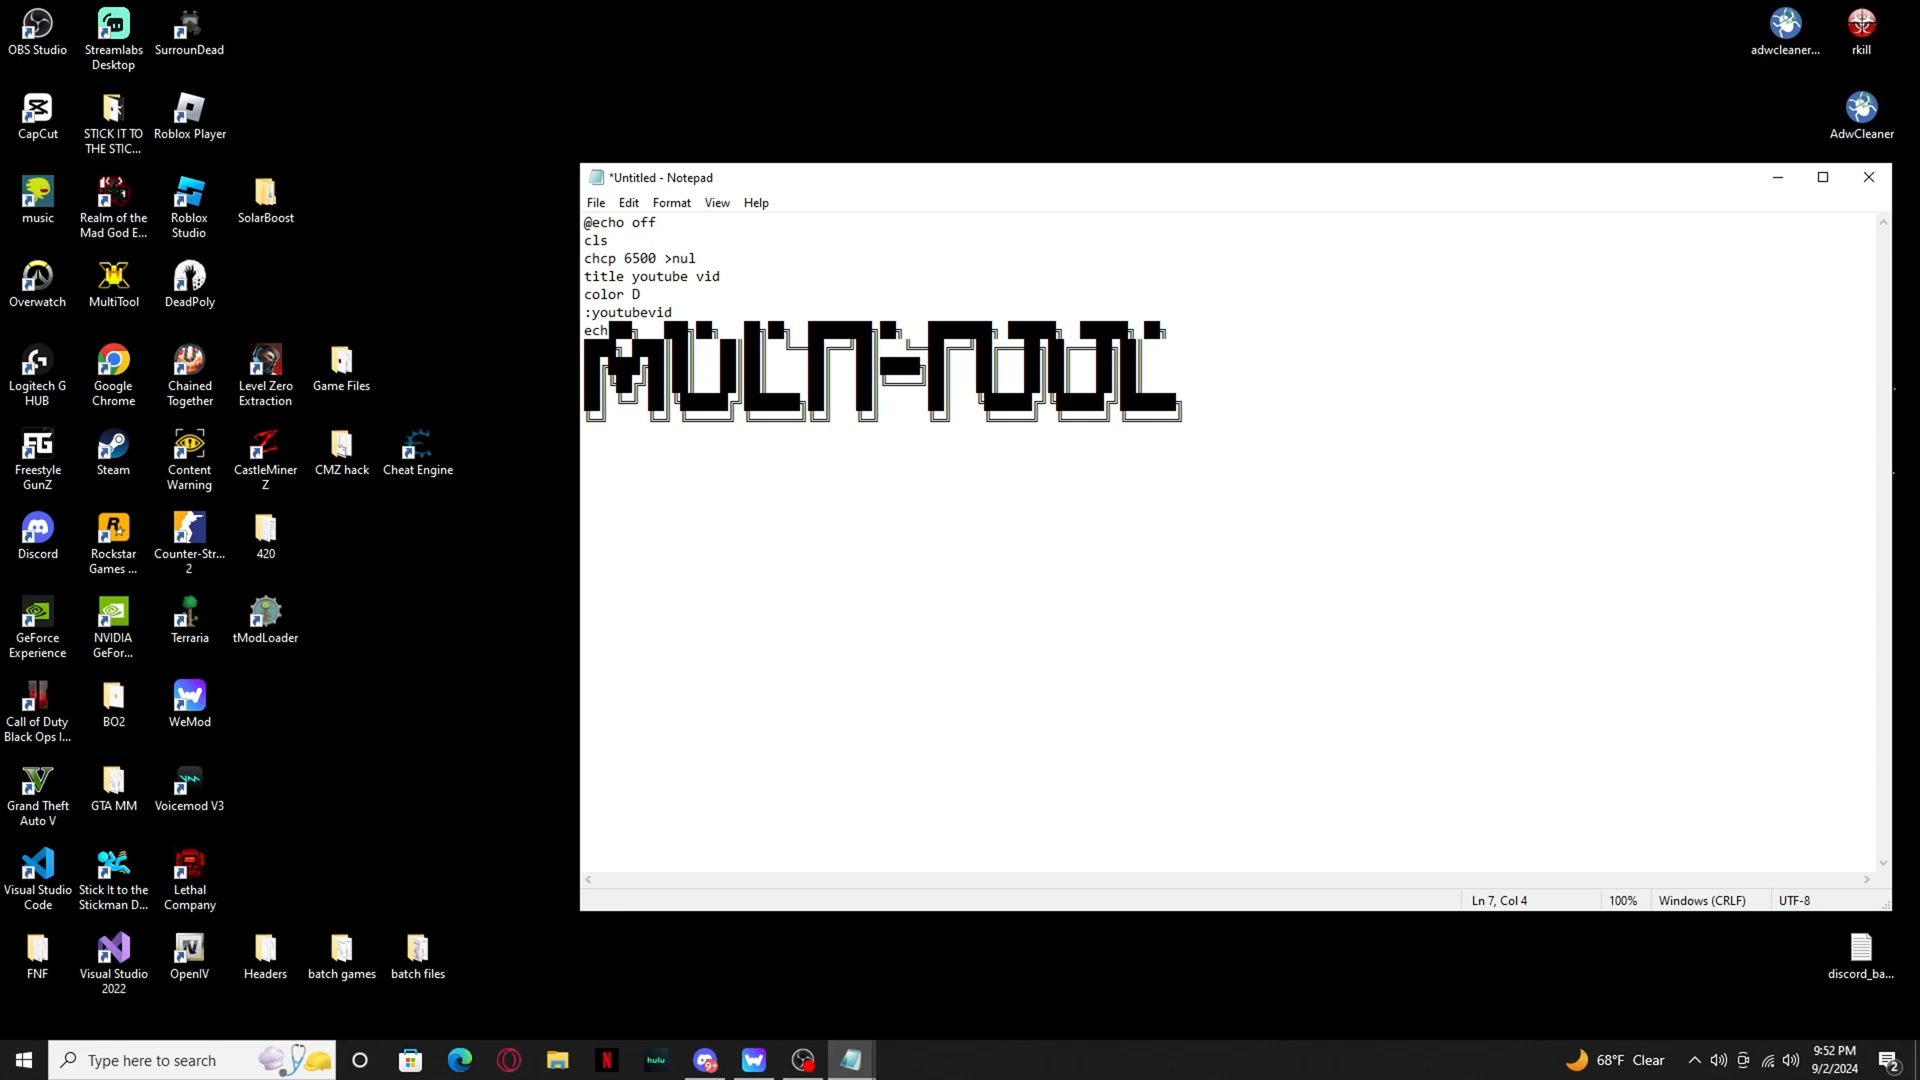 OBS Studio
Streamlabs
Desktop
SurrounDead
adwcleaner...
rkill
CapCut
STICK IT TO
THE STIC...
Roblox Player
AdwCleaner
music
Realm of the
Mad God E...
Roblox
Studio
SolarBoost
Overwatch
MultiTool
DeadPoly
Logitech G
HUB
Google
Chrome
Chained
Together
Level Zero
Extraction
Game Files
Freestyle
GunZ
Steam
Content
Warning
CastleMiner
Z
CMZ hack
Cheat Engine
Discord
Rockstar
Games ...
Counter-Str...
2
420
GeForce
Experience
NVIDIA
GeFor...
Terraria
tModLoader
Call of Duty
Black Ops I...
BO2
WeMod
Grand Theft
Auto V
GTA MM
Voicemod V3
Visual Studio
Code
Stick It to the
Stickman D...
Lethal
Company
FNF
Visual Studio
2022
OpenIV
Headers
batch games
batch files
discord_ba...
*Untitled - Notepad
File Edit Format View Help
@echo off
cls
chcp 6500 >nul
title youtube vid
color D
:youtubevid
ech
MULTI-TOOL
Ln 7, Col 4
100%
Windows (CRLF)
UTF-8
Type here to search
hulu
9+
68°F Clear
9:52 PM
9/2/2024
2